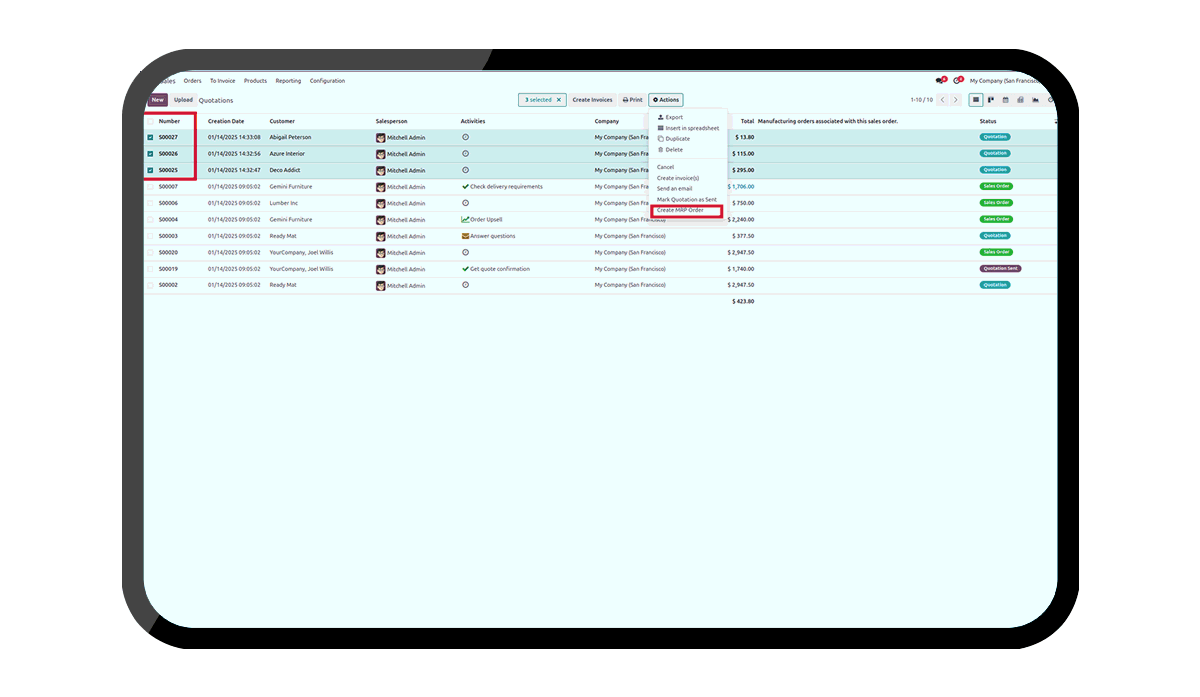 Sales Orders To Invoice Products Reporting Configuration 4 6 My Company (San Francisco
New Upload Quotations 3 selected × Create Invoices Print Actions 1-10 / 10
Number Creation Date Customer Salesperson Activities Company Total Manufacturing orders associated with this sales order. Status
S00027 01/14/2025 14:33:08 Abigail Peterson Mitchell Admin My Company (San Fra $ 13.80 Quotation
S00026 01/14/2025 14:32:56 Azure Interior Mitchell Admin My Company (San Fra $ 115.00 Quotation
S00025 01/14/2025 14:32:47 Deco Addict Mitchell Admin My Company (San Fra $ 295.00 Quotation
S00007 01/14/2025 09:05:02 Gemini Furniture Mitchell Admin Check delivery requirements My Company (San Fra $ 1,706.00 Sales Order
S00006 01/14/2025 09:05:02 Lumber Inc Mitchell Admin My Company (San Fra $ 750.00 Sales Order
S00004 01/14/2025 09:05:02 Gemini Furniture Mitchell Admin Order Upsell My Company (San Francisco) $ 2,240.00 Sales Order
S00003 01/14/2025 09:05:02 Ready Mat Mitchell Admin Answer questions My Company (San Francisco) $ 377.50 Quotation
S00020 01/14/2025 09:05:02 YourCompany, Joel Willis Mitchell Admin My Company (San Francisco) $ 2,947.50 Sales Order
S00019 01/14/2025 09:05:02 YourCompany, Joel Willis Mitchell Admin Get quote confirmation My Company (San Francisco) $ 1,740.00 Quotation Sent
S00002 01/14/2025 09:05:02 Ready Mat Mitchell Admin My Company (San Francisco) $ 2,947.50 Quotation
$ 423.80
Export
Insert in spreadsheet
Duplicate
Delete
Cancel
Create invoice(s)
Send an email
Mark Quotation as Sent
Create MRP Order